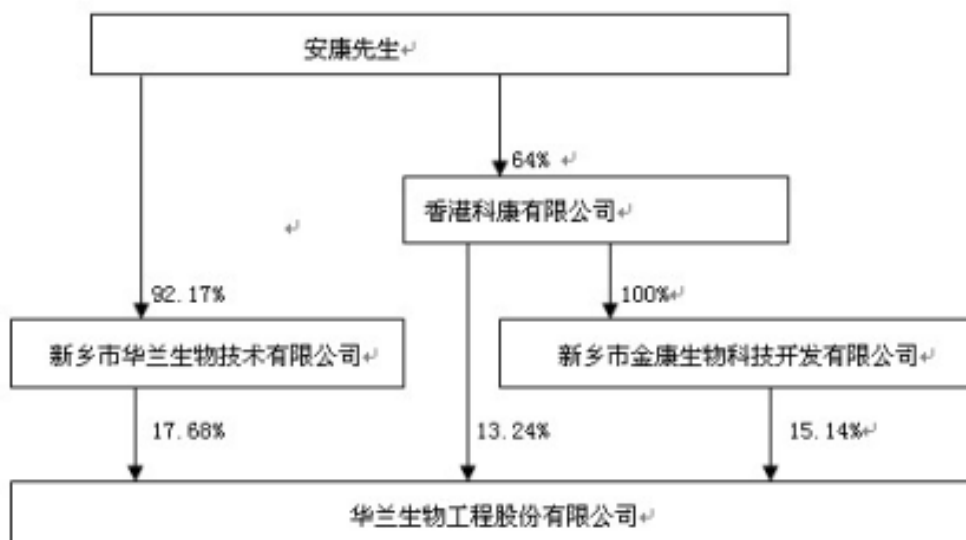 安康先生
64%
香港科康有限公司
92.17%
100%
新乡市华兰生物技术有限公司
新乡市金康生物科技开发有限公司
17.68%
13.24%
15.14%
华兰生物工程股份有限公司